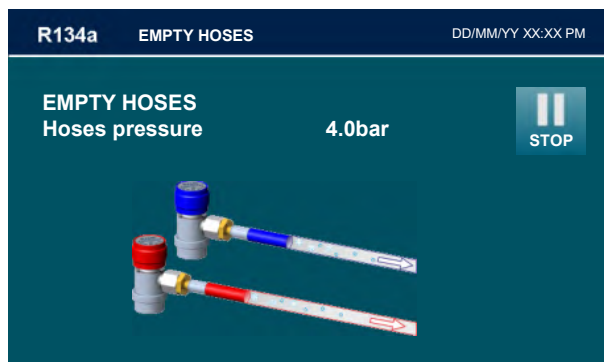 R134a EMPTY HOSES DD/MM/YY XX:XX PM
EMPTY HOSES
Hoses pressure 4.0bar
STOP